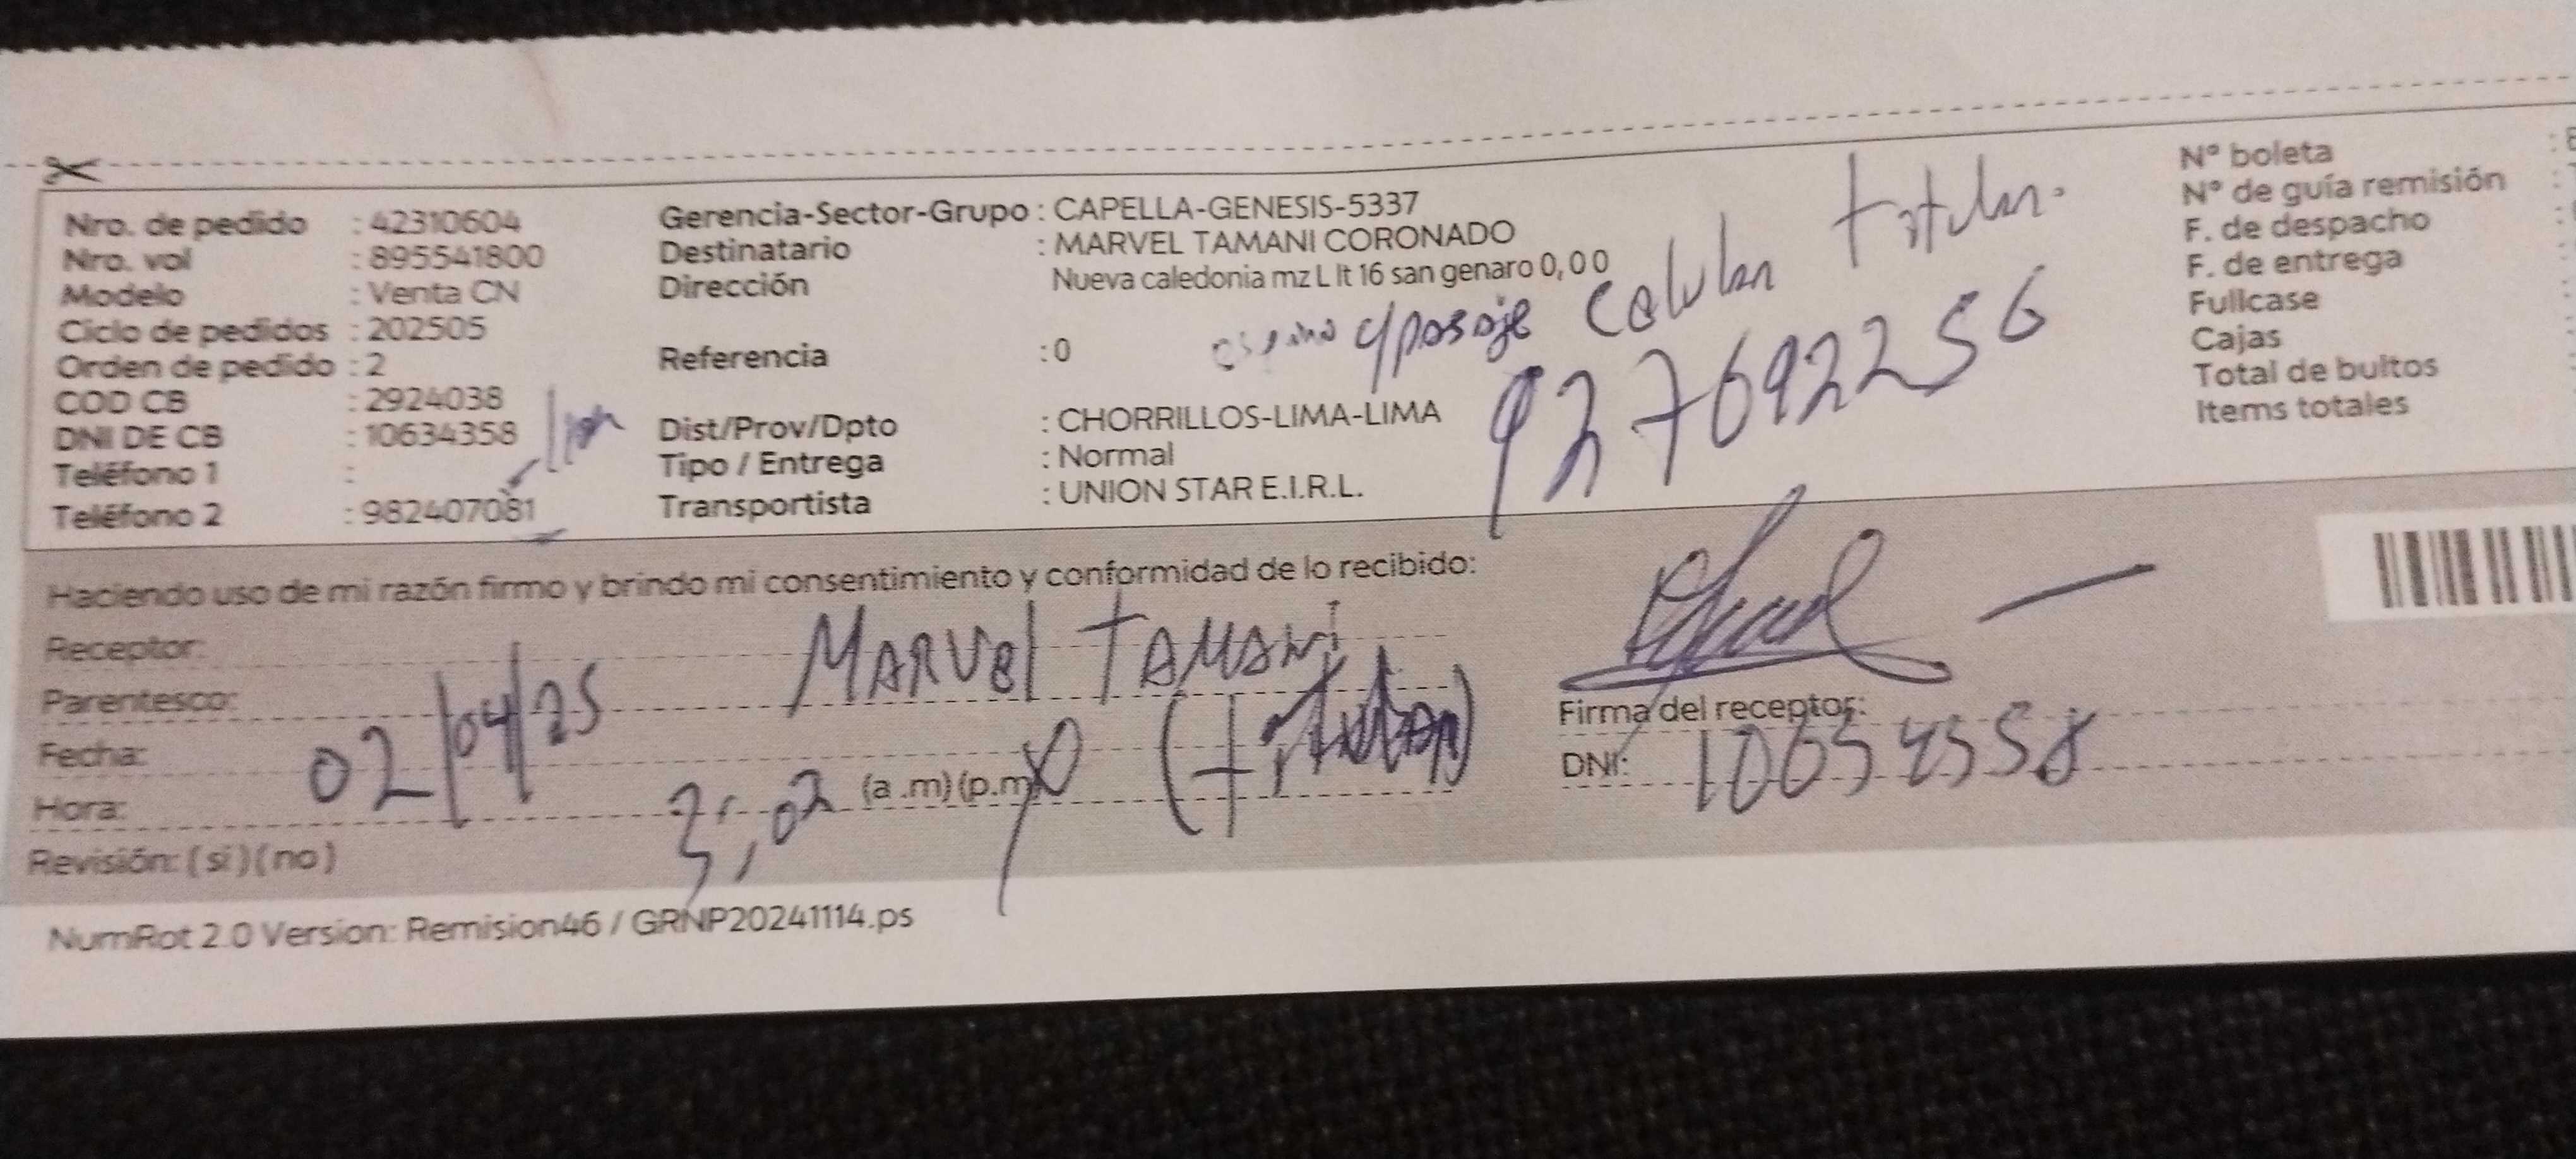 Nro. de pedido : 42310604
Nro. vol : 895541800
Modelo : Venta CN
Ciclo de pedidos : 202505
Orden de pedido : 2
COD CB : 2924038
DNI DE CB : 10634358
Teléfono 1 :
Teléfono 2 : 982407081
Gerencia-Sector-Grupo : CAPELLA-GENESIS-5337
Destinatario : MARVEL TAMANI CORONADO
Dirección Nueva caledonia mz L lt 16 san genaro 0, 0 0
Referencia : 0
y pasaje celular titular.
927692256
Dist/Prov/Dpto : CHORRILLOS-LIMA-LIMA
Tipo / Entrega : Normal
Transportista : UNION STAR E.I.R.L.
N° boleta :
N° de guía remisión :
F. de despacho :
F. de entrega
Fullcase
Cajas
Total de bultos
Items totales
Haciendo uso de mi razón firmo y brindo mi consentimiento y conformidad de lo recibido:
Receptor: MARVEL TAMANI
Parentesco: (titular)
Fecha: 02/04/25
Hora: 3:02 (a .m) (p.m)
Revisión: ( si ) ( no )
Firma del receptor:
DNI: 10634358
NumRot 2.0 Version: Remision46 / GRNP20241114.ps